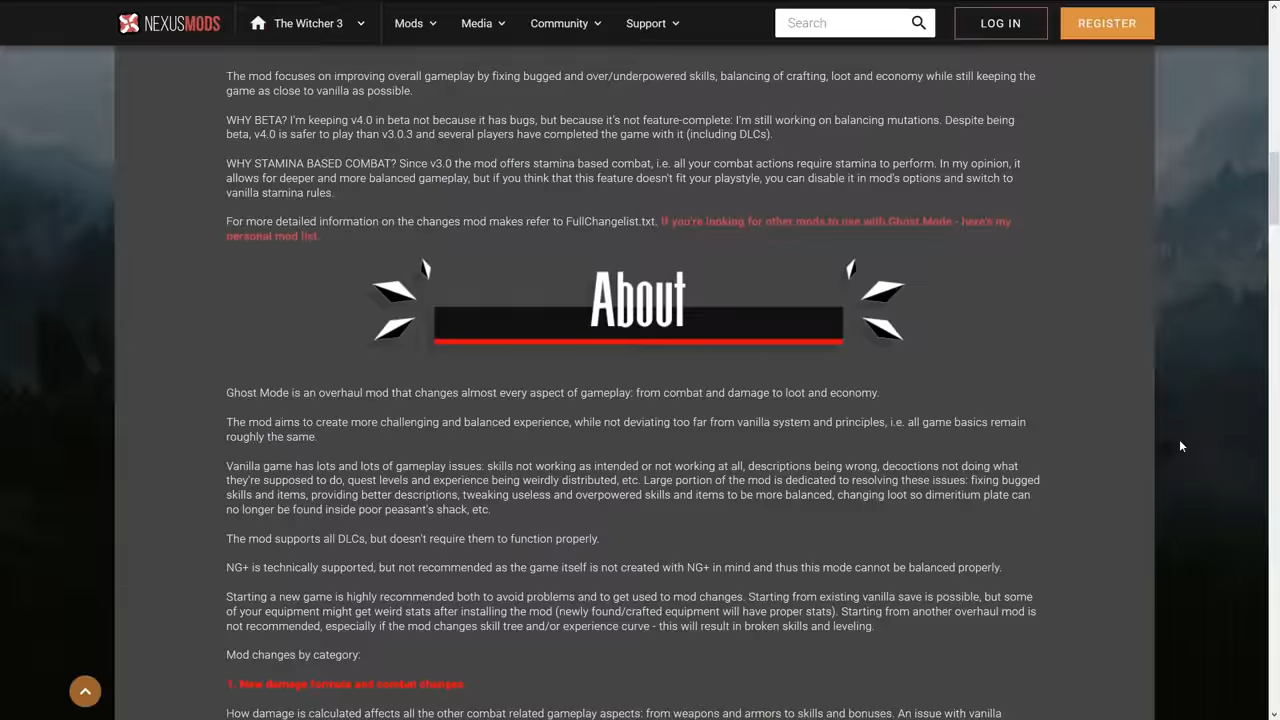 NEXUSMODS The Witcher 3 Mods Media Community Support Search LOG IN REGISTER
The mod focuses on improving overall gameplay by fixing bugged and over/underpowered skills, balancing of crafting, loot and economy while still keeping the
game as close to vanilla as possible.
WHY BETA? I'm keeping v4.0 in beta not because it has bugs, but because it's not feature-complete: I'm still working on balancing mutations. Despite being
beta, v4.0 is safer to play than v3.0.3 and several players have completed the game with it (including DLCs).
WHY STAMINA BASED COMBAT? Since v3.0 the mod offers stamina based combat, i.e. all your combat actions require stamina to perform. In my opinion, it
allows for deeper and more balanced gameplay, but if you think that this feature doesn't fit your playstyle, you can disable it in mod's options and switch to
vanilla stamina rules.
For more detailed information on the changes mod makes refer to FullChangelist.txt. If you're looking for other mods to use with Ghost Mode - here's my
personal mod list.
About
Ghost Mode is an overhaul mod that changes almost every aspect of gameplay: from combat and damage to loot and economy.
The mod aims to create more challenging and balanced experience, while not deviating too far from vanilla system and principles, i.e. all game basics remain
roughly the same.
Vanilla game has lots and lots of gameplay issues: skills not working as intended or not working at all, descriptions being wrong, decoctions not doing what
they're supposed to do, quest levels and experience being weirdly distributed, etc. Large portion of the mod is dedicated to resolving these issues: fixing bugged
skills and items, providing better descriptions, tweaking useless and overpowered skills and items to be more balanced, changing loot so dimeritium plate can
no longer be found inside poor peasant's shack, etc.
The mod supports all DLCs, but doesn't require them to function properly.
NG+ is technically supported, but not recommended as the game itself is not created with NG+ in mind and thus this mode cannot be balanced properly.
Starting a new game is highly recommended both to avoid problems and to get used to mod changes. Starting from existing vanilla save is possible, but some
of your equipment might get weird stats after installing the mod (newly found/crafted equipment will have proper stats). Starting from another overhaul mod is
not recommended, especially if the mod changes skill tree and/or experience curve - this will result in broken skills and leveling.
Mod changes by category:
1. New damage formula and combat changes
How damage is calculated affects all the other combat related gameplay aspects: from weapons and armors to skills and bonuses. An issue with vanilla